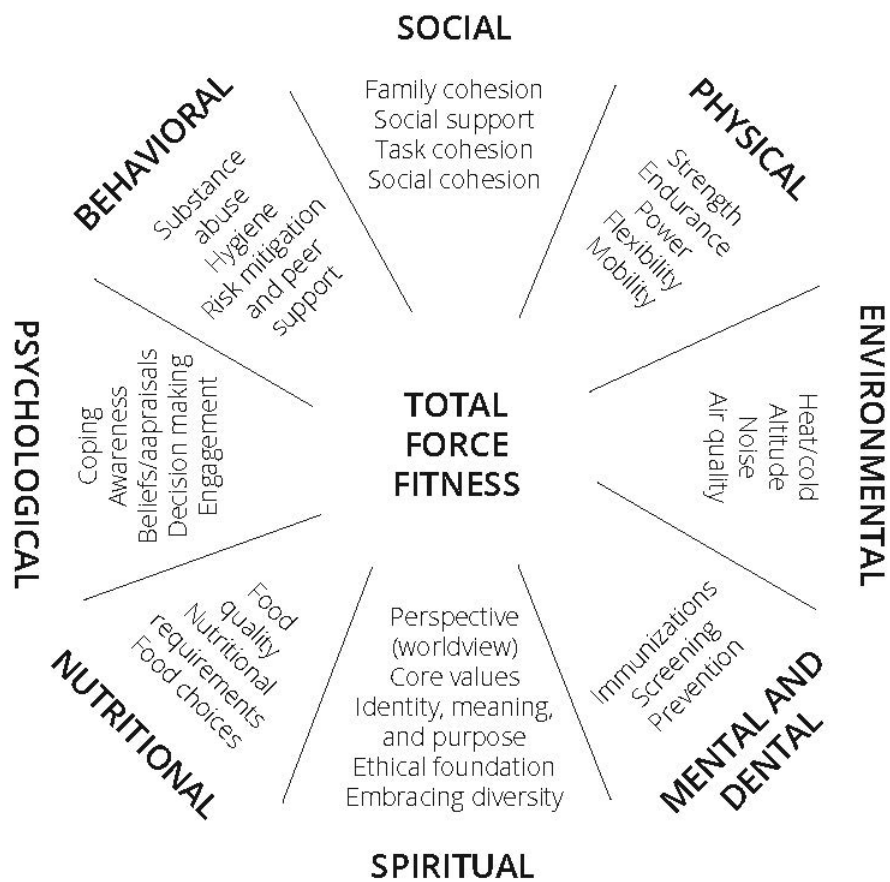 SOCIAL
Family cohesion
Social support
Task cohesion
Social cohesion
PHYSICAL
Strength
Endurance
Power
Flexibility
Mobility
ENVIRONMENTAL
Heat/cold
Altitude
Noise
Air quality
MENTAL AND
DENTAL
Immunizations
Screening
Prevention
SPIRITUAL
Perspective
(worldview)
Core values
Identity, meaning,
and purpose
Ethical foundation
Embracing diversity
NUTRITIONAL
Food
quality
Nutritional
requirements
Food choices
PSYCHOLOGICAL
Coping
Awareness
Beliefs/aapraisals
Decision making
Engagement
BEHAVIORAL
Substance
abuse
Hygiene
Risk mitigation
and peer
support
TOTAL
FORCE
FITNESS